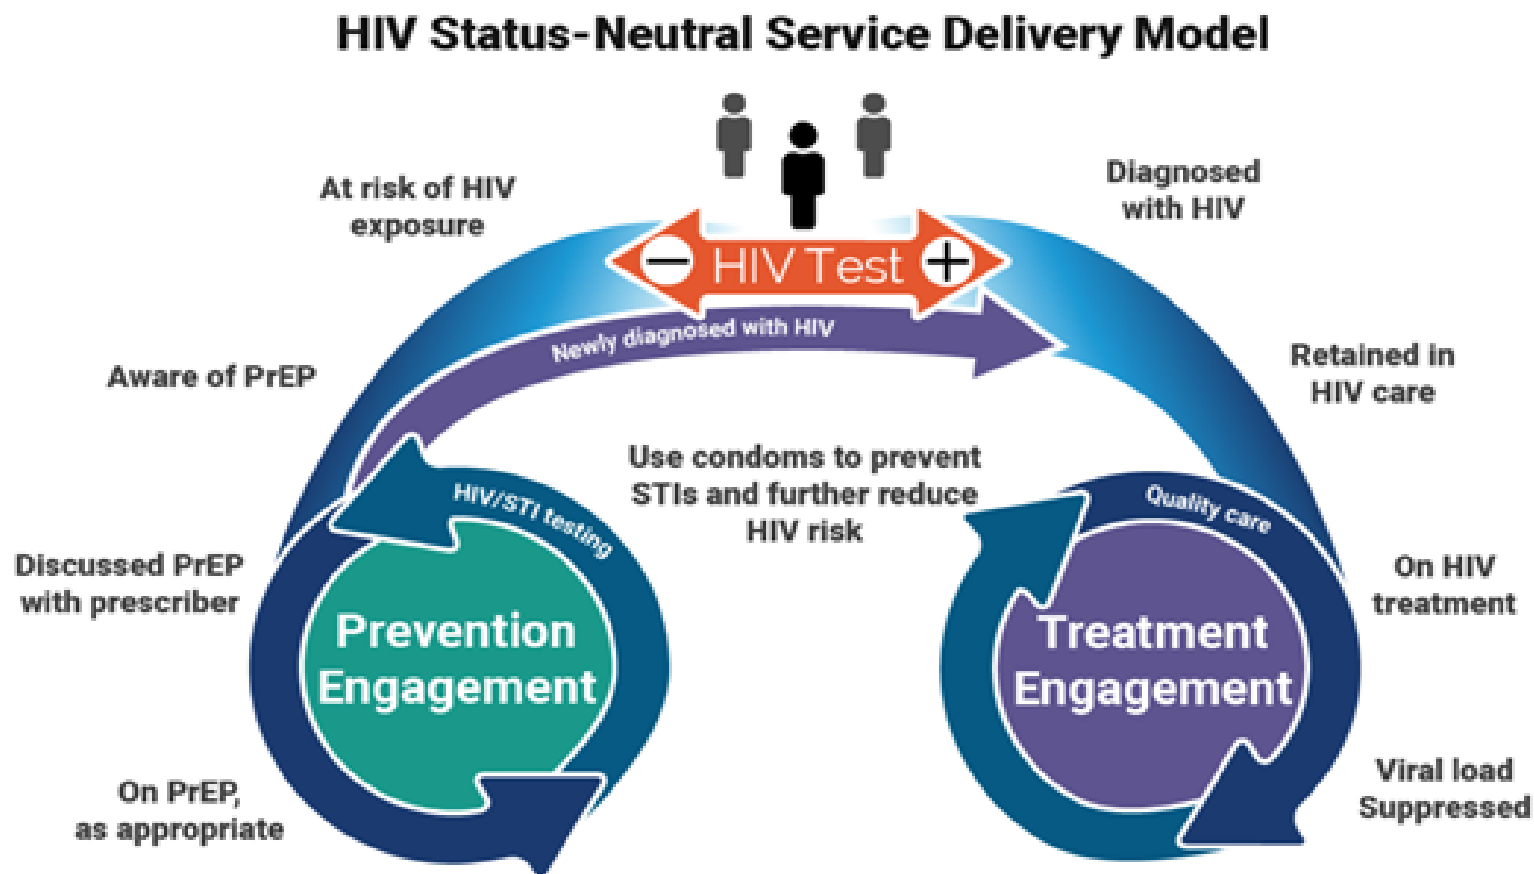 HIV Status-Neutral Service Delivery Model
At risk of HIV
exposure
Diagnosed
with HIV
− HIV Test +
Newly diagnosed with HIV
Aware of PrEP
Retained in
HIV care
Use condoms to prevent
STIs and further reduce
HIV risk
HIV/STI testing
Quality care
Discussed PrEP
with prescriber
On HIV
treatment
Prevention
Engagement
Treatment
Engagement
On PrEP,
as appropriate
Viral load
Suppressed